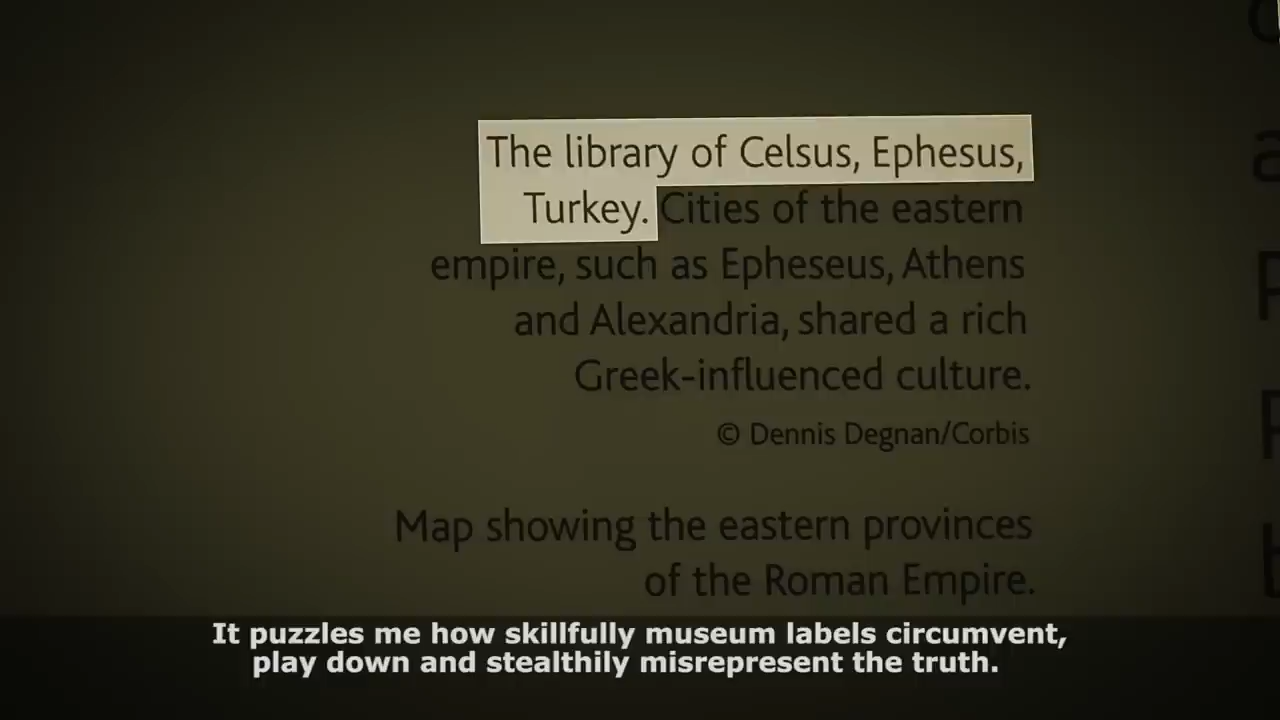 The library of Celsus, Ephesus,
Turkey. Cities of the eastern
empire, such as Epheseus, Athens
and Alexandria, shared a rich
Greek-influenced culture.
© Dennis Degnan/Corbis
Map showing the eastern provinces
of the Roman Empire.
It puzzles me how skillfully museum labels circumvent,
play down and stealthily misrepresent the truth.